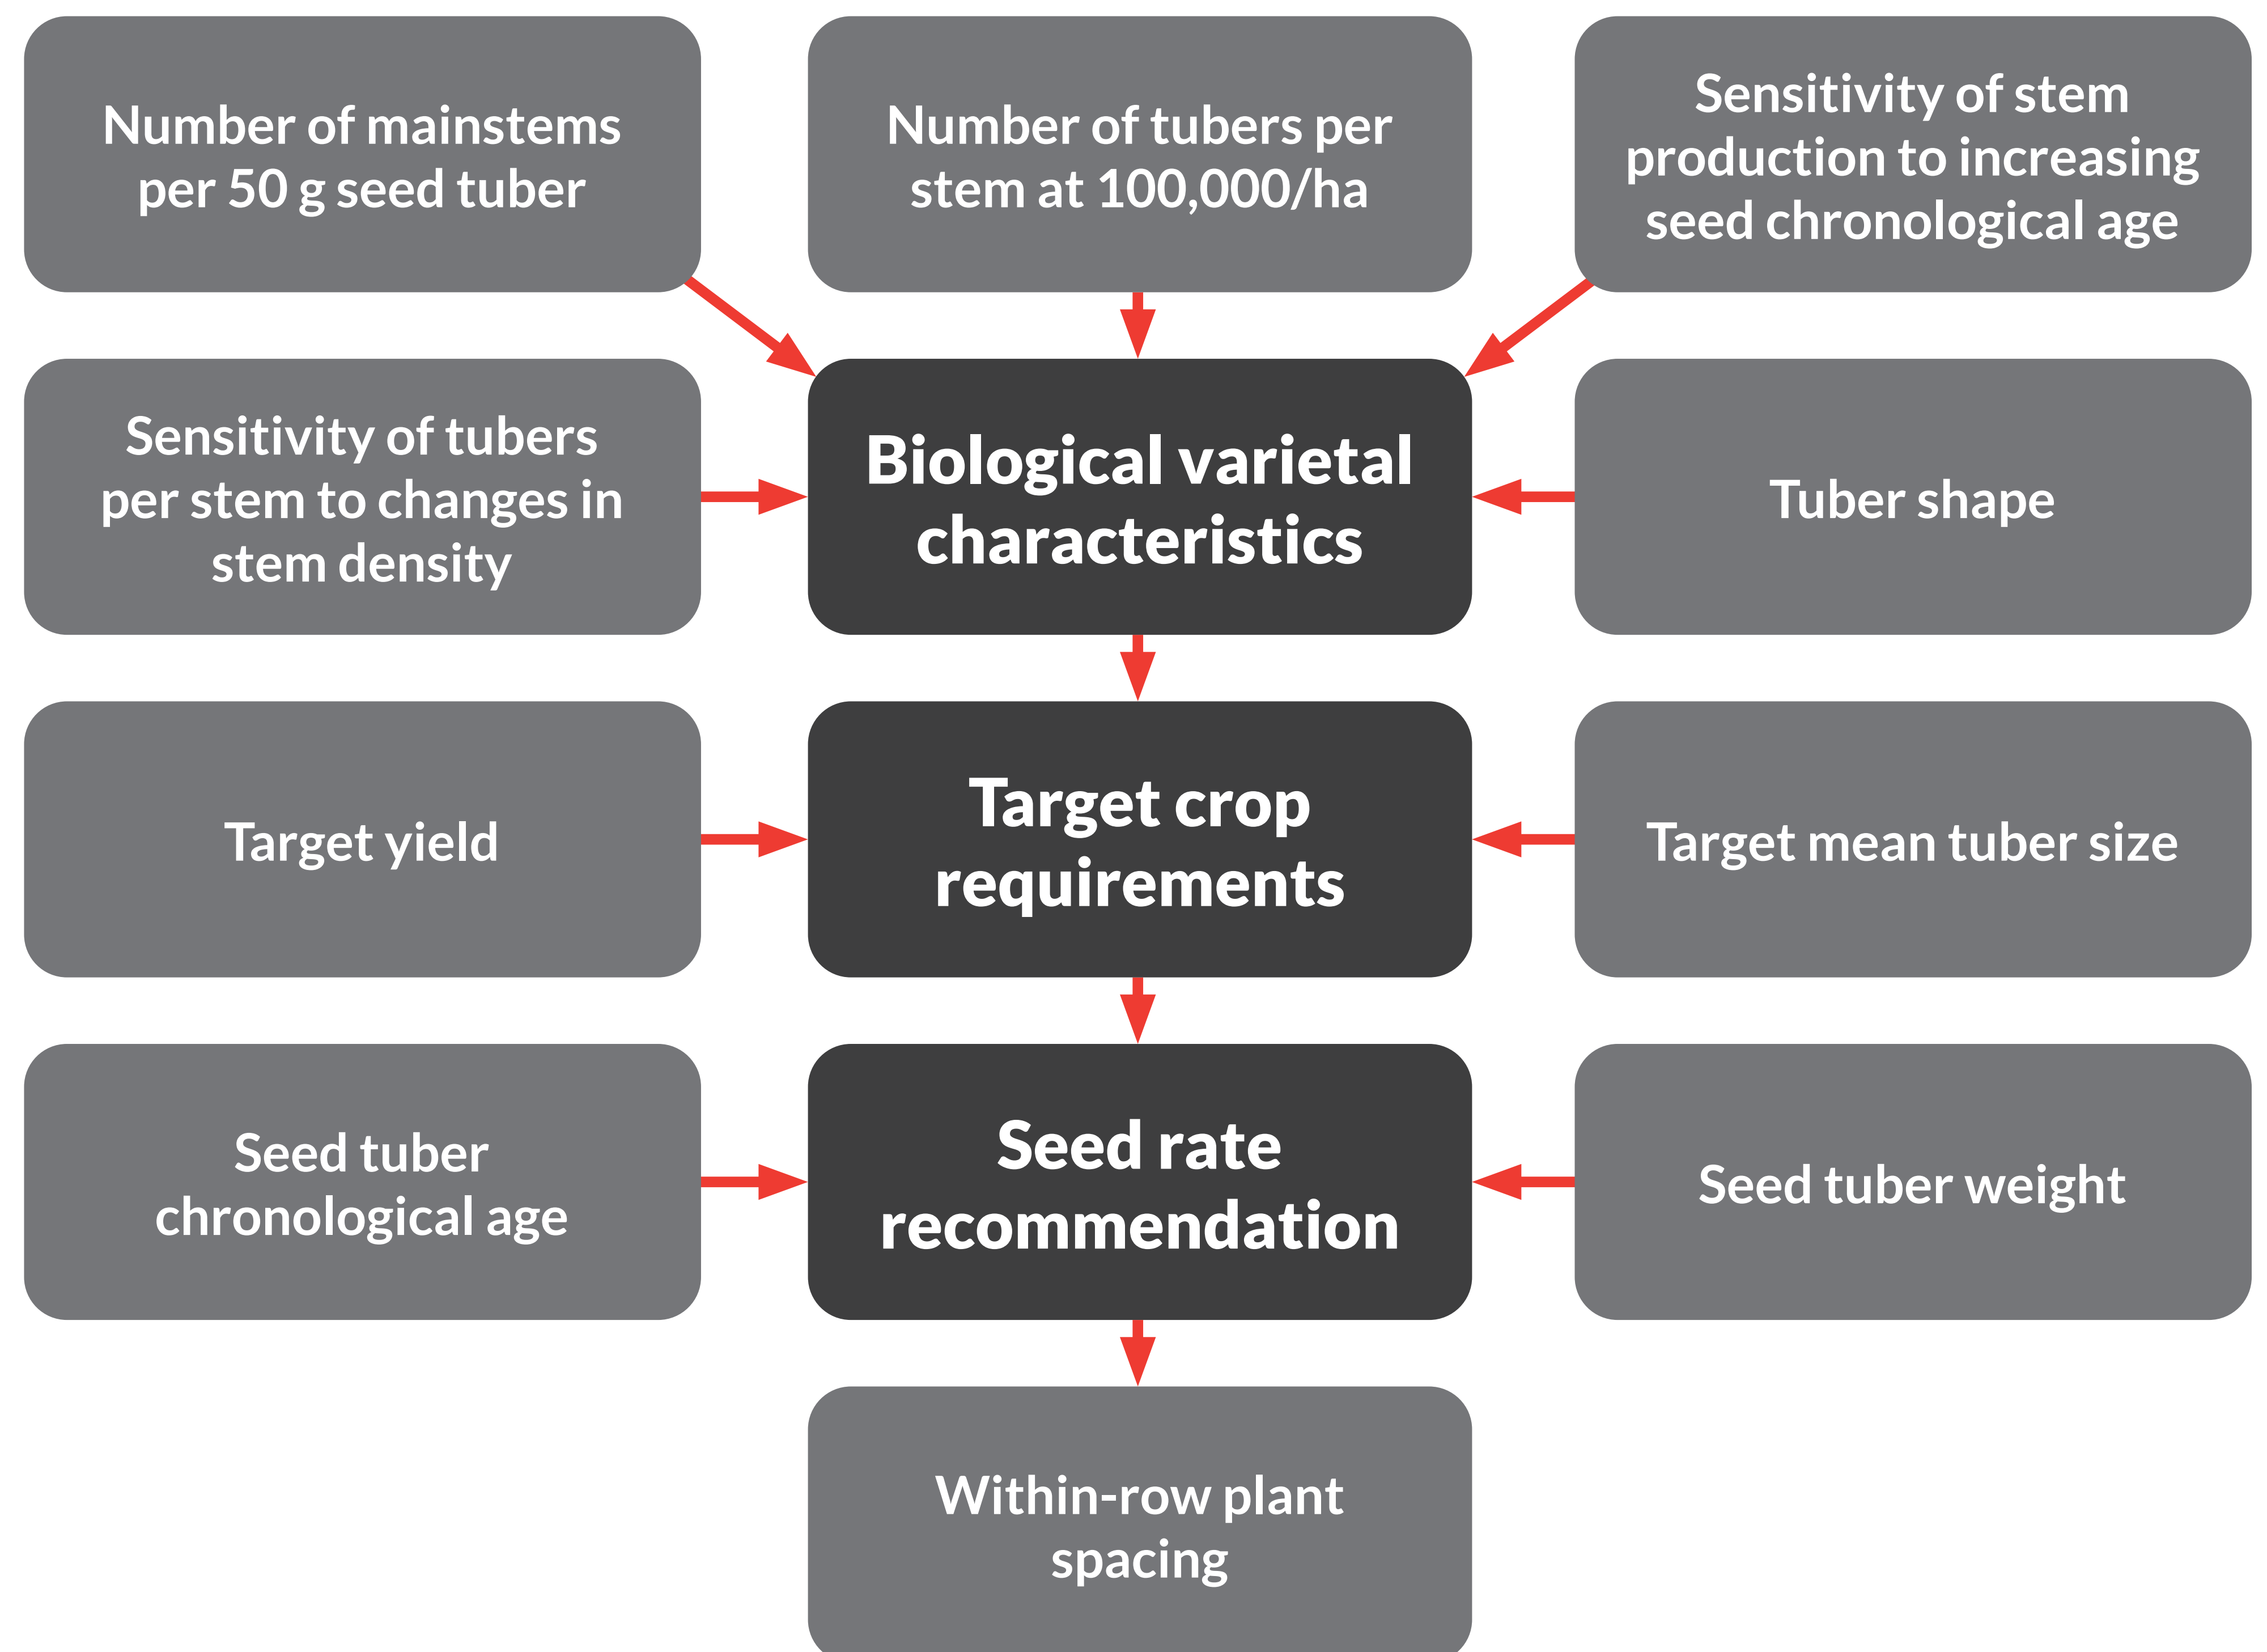 Number of mainstems
per 50 g seed tuber
Number of tubers per
stem at 100,000/ha
Sensitivity of stem
production to increasing
seed chronological age
Sensitivity of tubers
per stem to changes in
stem density
Biological varietal
characteristics
Tuber shape
Target yield
Target crop
requirements
Target mean tuber size
Seed tuber
chronological age
Seed rate
recommendation
Seed tuber weight
Within-row plant
spacing